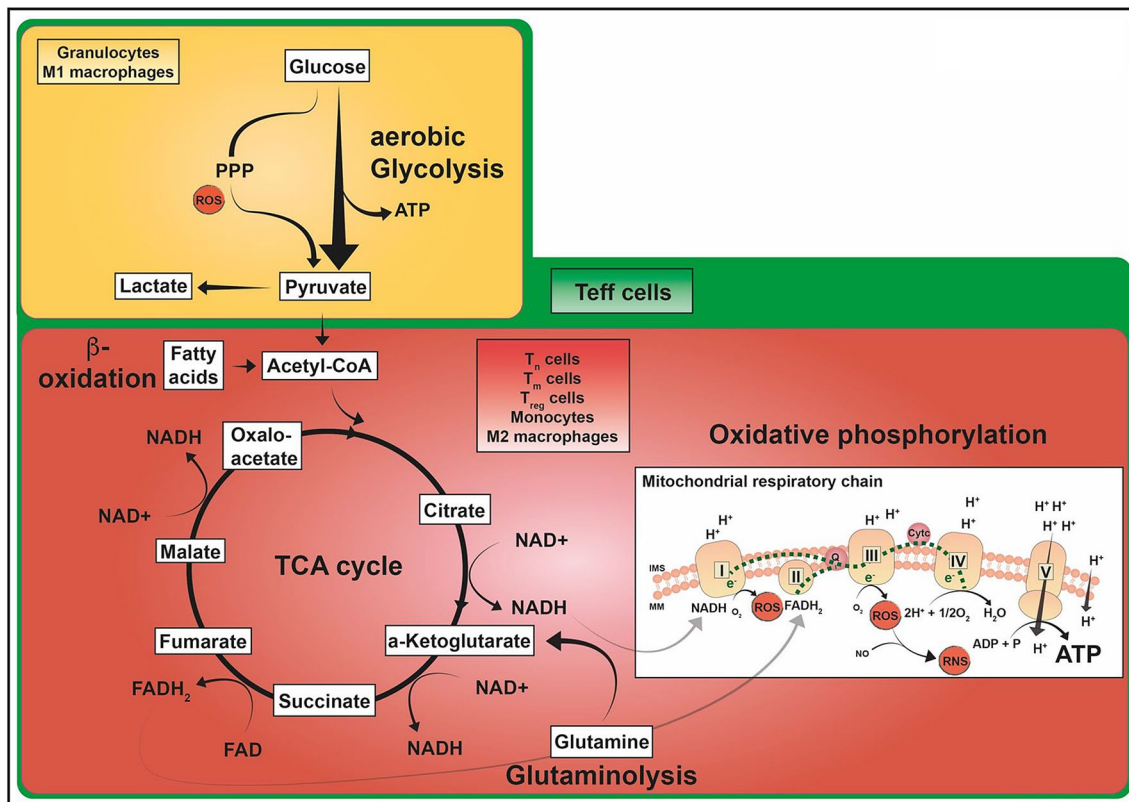 Granulocytes
M1 macrophages
Glucose
aerobic
Glycolysis
PPP
ROS
ATP
Lactate
Pyruvate
Teff cells
β-
oxidation
Fatty
acids
Acetyl-CoA
Tn cells
Tm cells
Treg cells
Monocytes
M2 macrophages
Oxidative phosphorylation
NADH
Oxalo-
acetate
NAD+
Citrate
Malate
TCA cycle
NAD+
NADH
Fumarate
a-Ketoglutarate
FADH2
Succinate
NAD+
FAD
NADH
Glutamine
Glutaminolysis
Mitochondrial respiratory chain
H+ H+
H+ H+
H+ H+
H+ H+
H+ H+
H+
IMS
MM
I
II
III
IV
V
Q
Cytc
e-
e-
e-
NADH
O2
ROS
FADH2
O2
ROS
2H+ + 1/2O2
H2O
NO
RNS
ADP + P
H+
ATP
H+